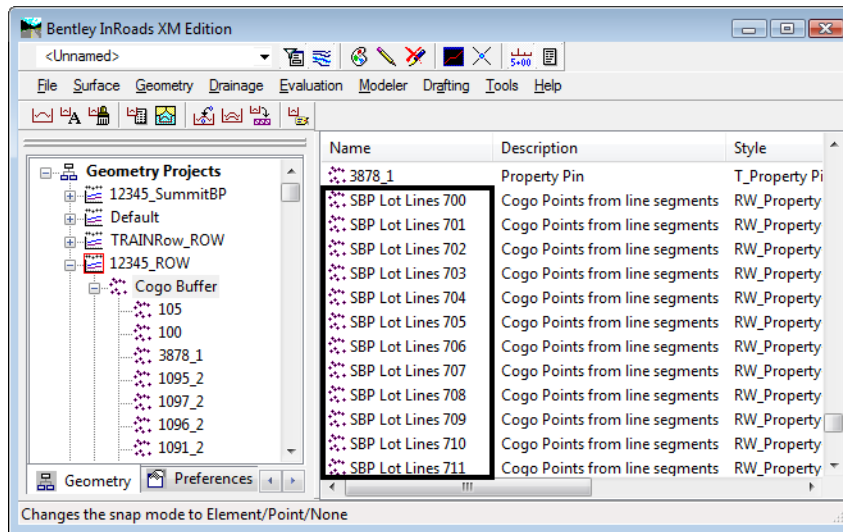 Bentley InRoads XM Edition
<Unnamed>
5+00
File Surface Geometry Drainage Evaluation Modeler Drafting Tools Help
Geometry Projects
12345_SummitBP
Default
TRAINRow_ROW
12345_ROW
Cogo Buffer
105
100
3878_1
1095_2
1097_2
1096_2
1091_2
Geometry Preferences
Name Description Style
3878_1 Property Pin T_Property Pi
SBP Lot Lines 700 Cogo Points from line segments RW_Property
SBP Lot Lines 701 Cogo Points from line segments RW_Property
SBP Lot Lines 702 Cogo Points from line segments RW_Property
SBP Lot Lines 703 Cogo Points from line segments RW_Property
SBP Lot Lines 704 Cogo Points from line segments RW_Property
SBP Lot Lines 705 Cogo Points from line segments RW_Property
SBP Lot Lines 706 Cogo Points from line segments RW_Property
SBP Lot Lines 707 Cogo Points from line segments RW_Property
SBP Lot Lines 708 Cogo Points from line segments RW_Property
SBP Lot Lines 709 Cogo Points from line segments RW_Property
SBP Lot Lines 710 Cogo Points from line segments RW_Property
SBP Lot Lines 711 Cogo Points from line segments RW_Property
Changes the snap mode to Element/Point/None